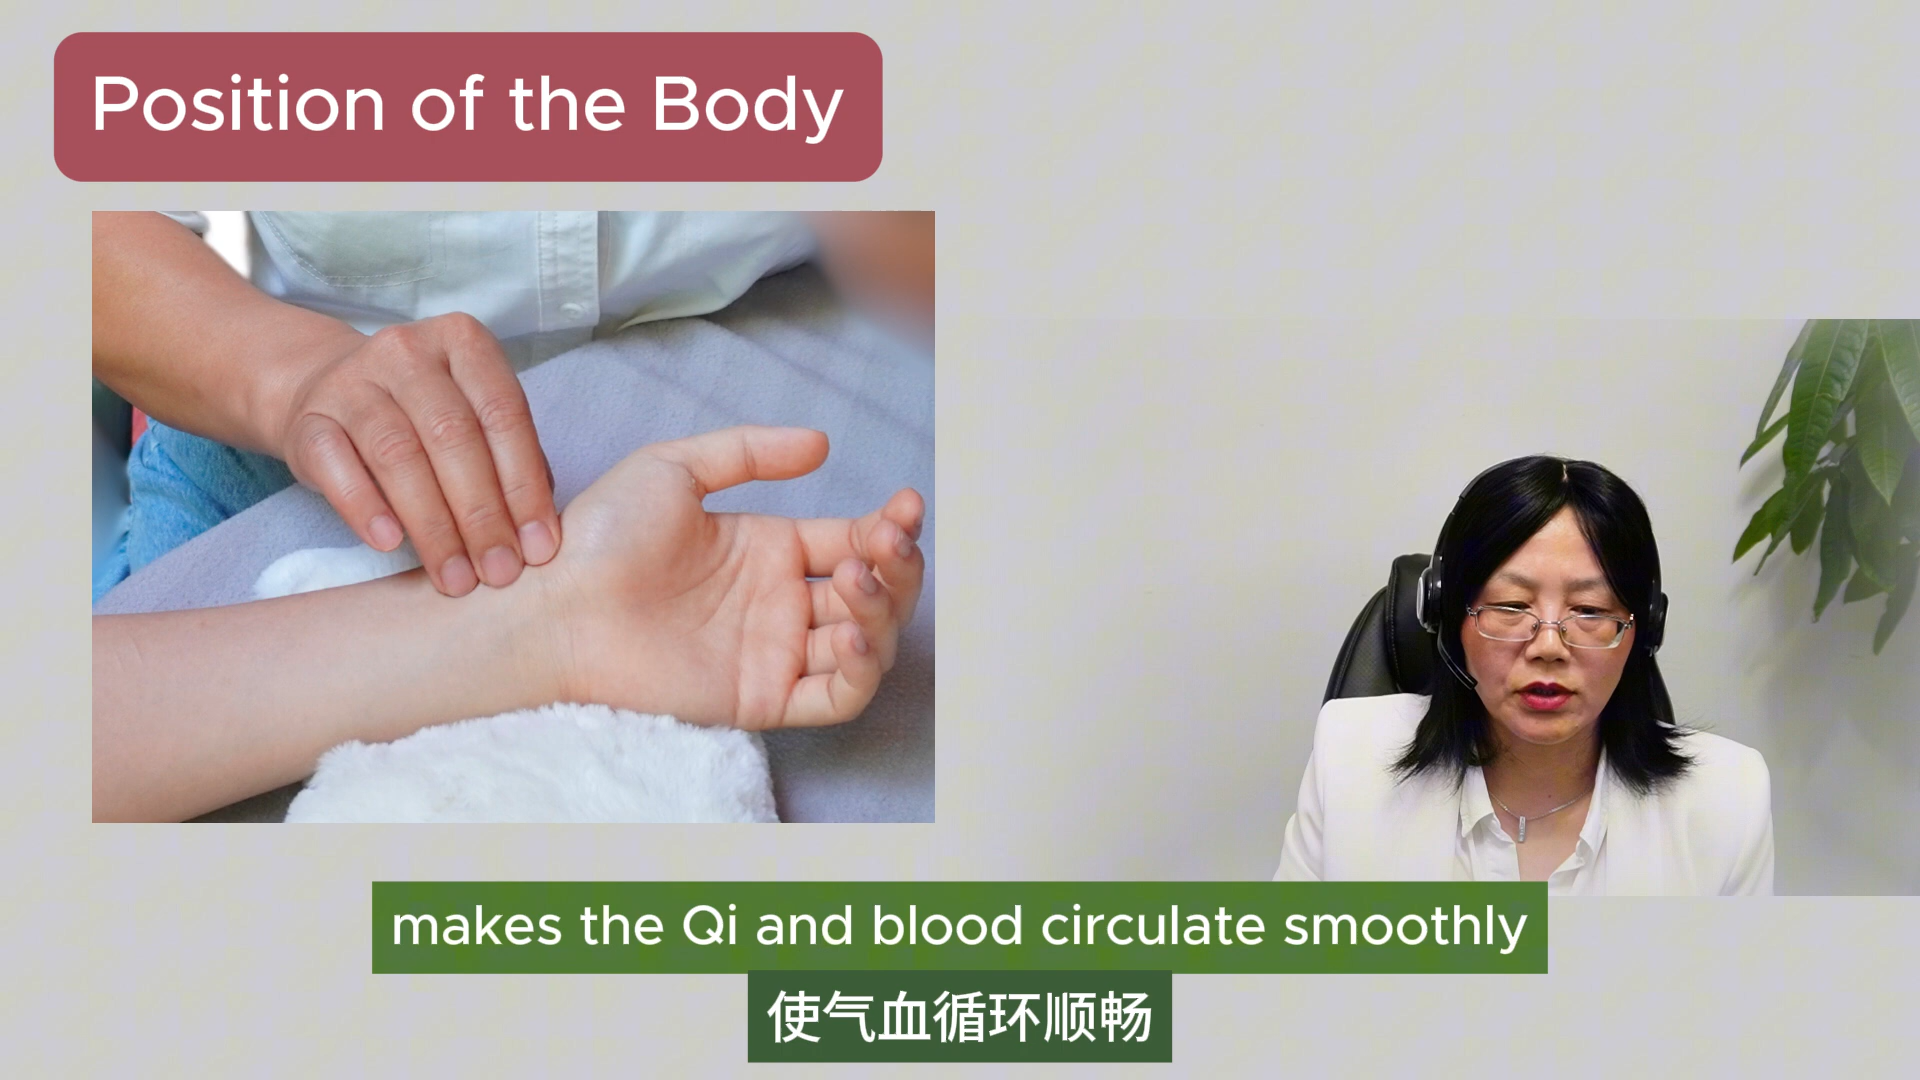 Position of the Body
makes the Qi and blood circulate smoothly
使气血循环顺畅